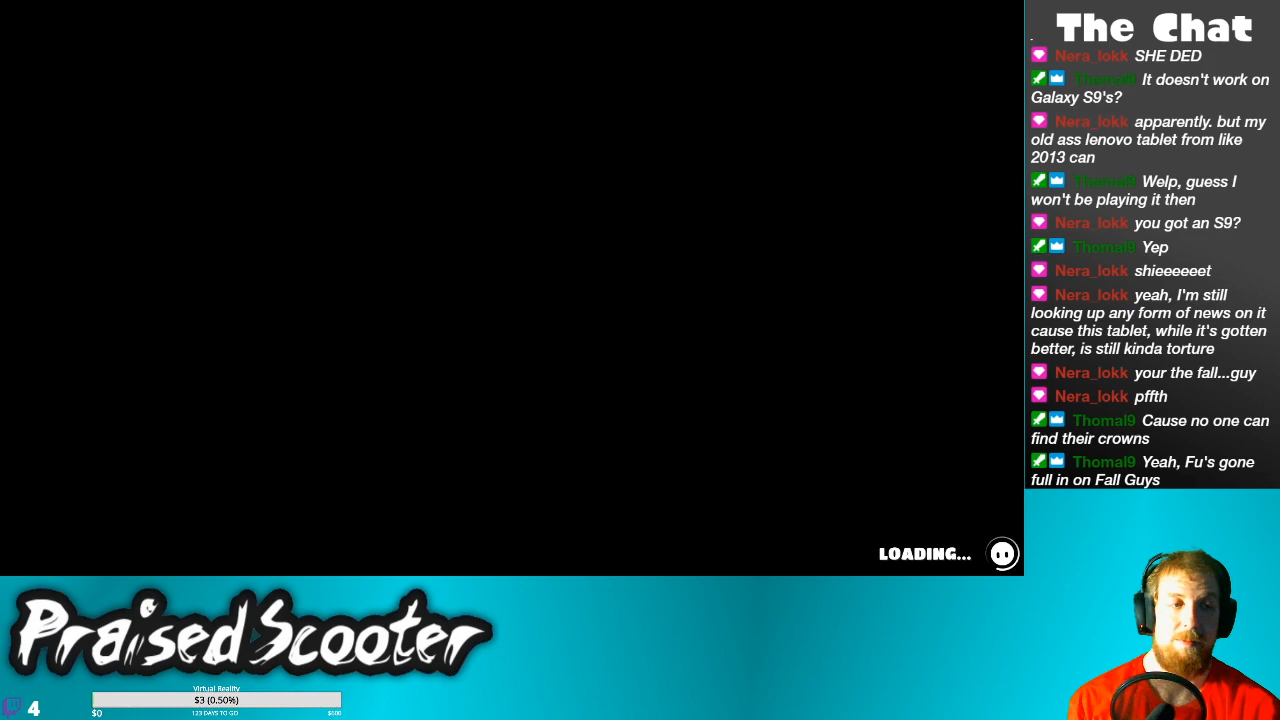 The Chat
Nera_lokk SHE DED
Thomal9 It doesn't work on
Galaxy S9's?
Nera_lokk apparently. but my
old ass lenovo tablet from like
2013 can
Thomal9 Welp, guess I
won't be playing it then
Nera_lokk you got an S9?
Thomal9 Yep
Nera_lokk shieeeeeet
Nera_lokk yeah, I'm still
looking up any form of news on it
cause this tablet, while it's gotten
better, is still kinda torture
Nera_lokk your the fall...guy
Nera_lokk pffth
Thomal9 Cause no one can
find their crowns
Thomal9 Yeah, Fu's gone
full in on Fall Guys
LOADING...
PraisedScooter
Virtual Reality
$3 (0.50%)
$0 123 DAYS TO GO $600
4